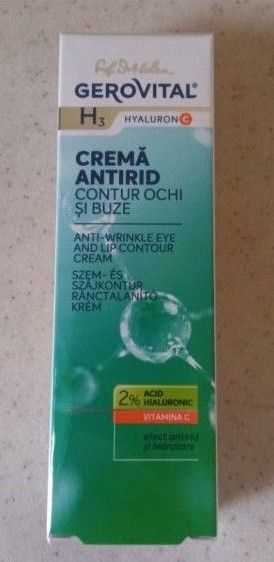 GEROVITAL®
H3 HYALURON C
CREMĂ
ANTIRID
CONTUR OCHI
ȘI BUZE
ANTI-WRINKLE EYE
AND LIP CONTOUR
CREAM
SZEM- ÉS
SZÁJKONTÚR
RÁNCTALANÍTÓ
KRÉM
2% ACID
HIALURONIC
VITAMINA C
efect antirid
și hidratare